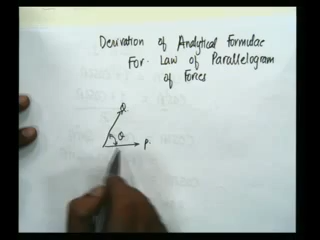 Derivation of Analytical Formulae
For Law of Parallelogram
of Forces
Q
θ
P.